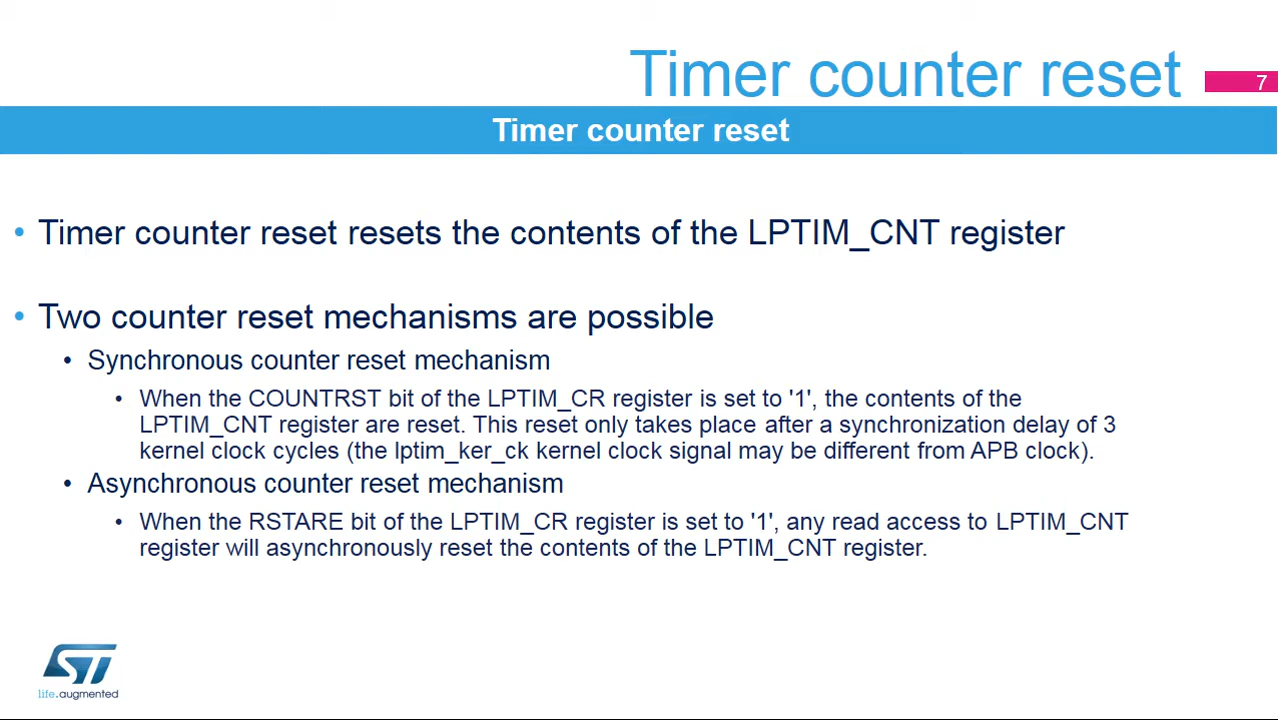 Timer counter reset
7
Timer counter reset
• Timer counter reset resets the contents of the LPTIM_CNT register
• Two counter reset mechanisms are possible
• Synchronous counter reset mechanism
• When the COUNTRST bit of the LPTIM_CR register is set to '1', the contents of the
LPTIM_CNT register are reset. This reset only takes place after a synchronization delay of 3
kernel clock cycles (the lptim_ker_ck kernel clock signal may be different from APB clock).
• Asynchronous counter reset mechanism
• When the RSTARE bit of the LPTIM_CR register is set to '1', any read access to LPTIM_CNT
register will asynchronously reset the contents of the LPTIM_CNT register.
ST
life.augmented